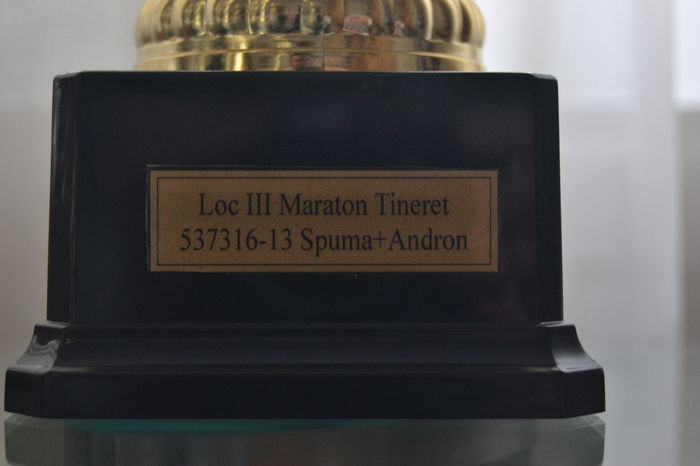 Loc III Maraton Tineret
537316-13 Spuma+Andron